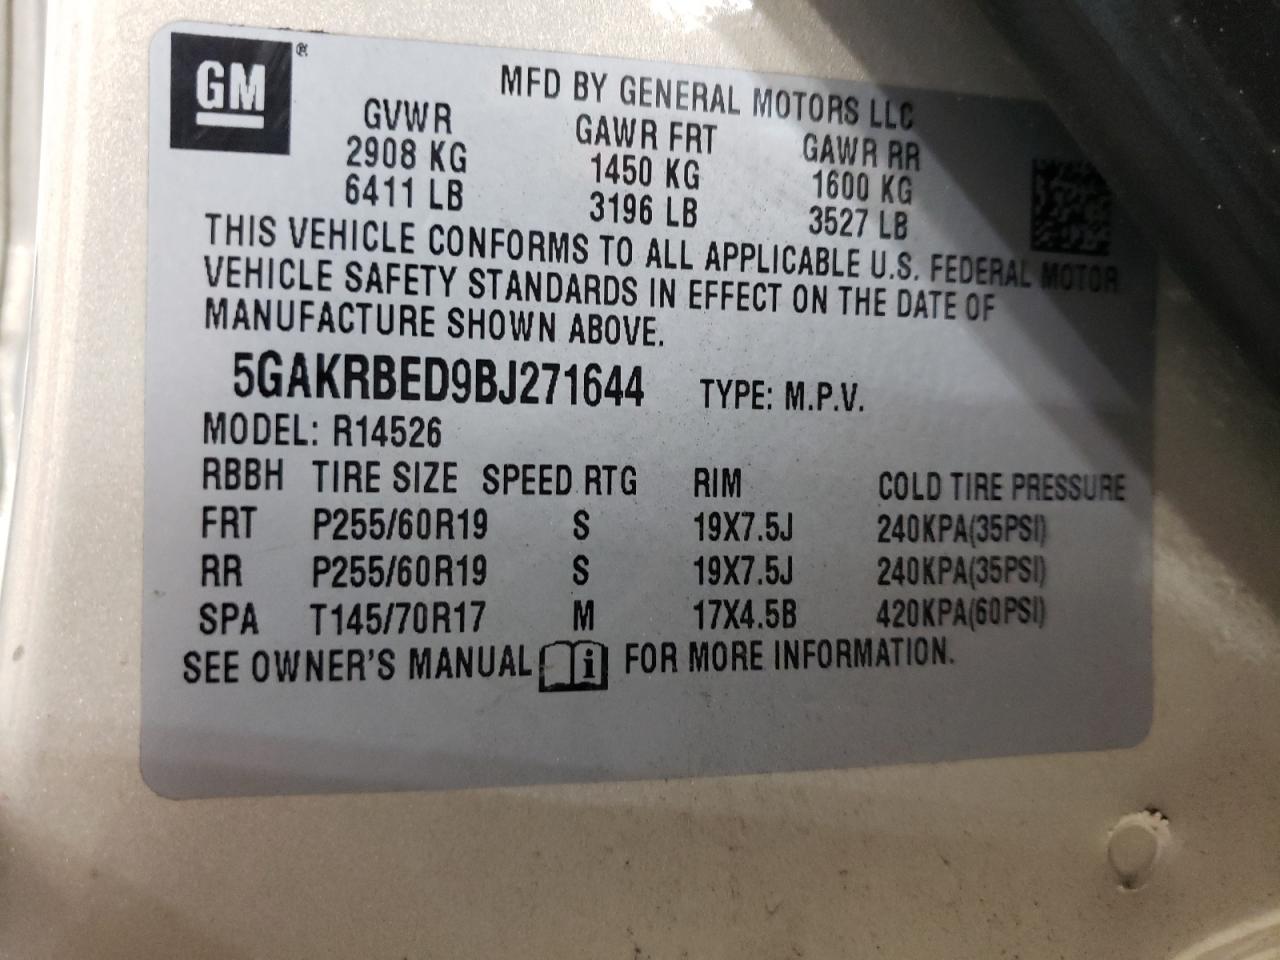 GM®
MFD BY GENERAL MOTORS LLC
GVWR GAWR FRT GAWR RR
2908 KG 1450 KG 1600 KG
6411 LB 3196 LB 3527 LB
THIS VEHICLE CONFORMS TO ALL APPLICABLE U.S. FEDERAL MOTOR
VEHICLE SAFETY STANDARDS IN EFFECT ON THE DATE OF
MANUFACTURE SHOWN ABOVE.
5GAKRBED9BJ271644 TYPE: M.P.V.
MODEL: R14526
RBBH TIRE SIZE SPEED RTG RIM COLD TIRE PRESSURE
FRT P255/60R19 S 19X7.5J 240KPA(35PSI)
RR P255/60R19 S 19X7.5J 240KPA(35PSI)
SPA T145/70R17 M 17X4.5B 420KPA(60PSI)
SEE OWNER'S MANUAL i FOR MORE INFORMATION.